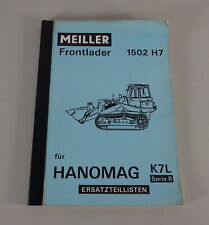 MEILLER
Frontlader 1502 H7
für
HANOMAG K7L
Serie B
ERSATZTEILLISTEN